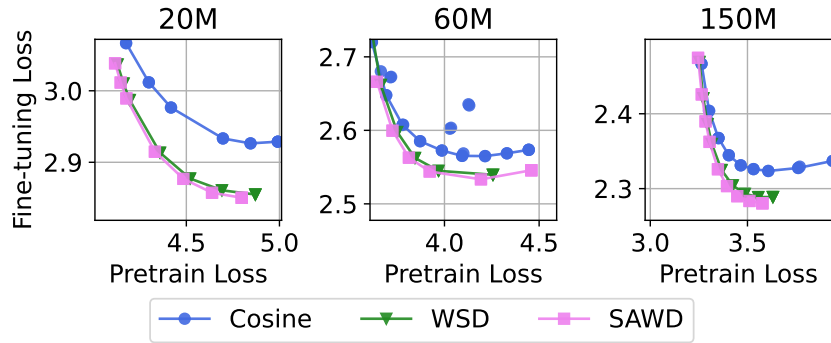 20M 60M 150M
Fine-tuning Loss
3.0
2.9
4.5 5.0
Pretrain Loss
2.7
2.6
2.5
4.0 4.5
Pretrain Loss
2.4
2.3
3.0 3.5
Pretrain Loss
Cosine WSD SAWD